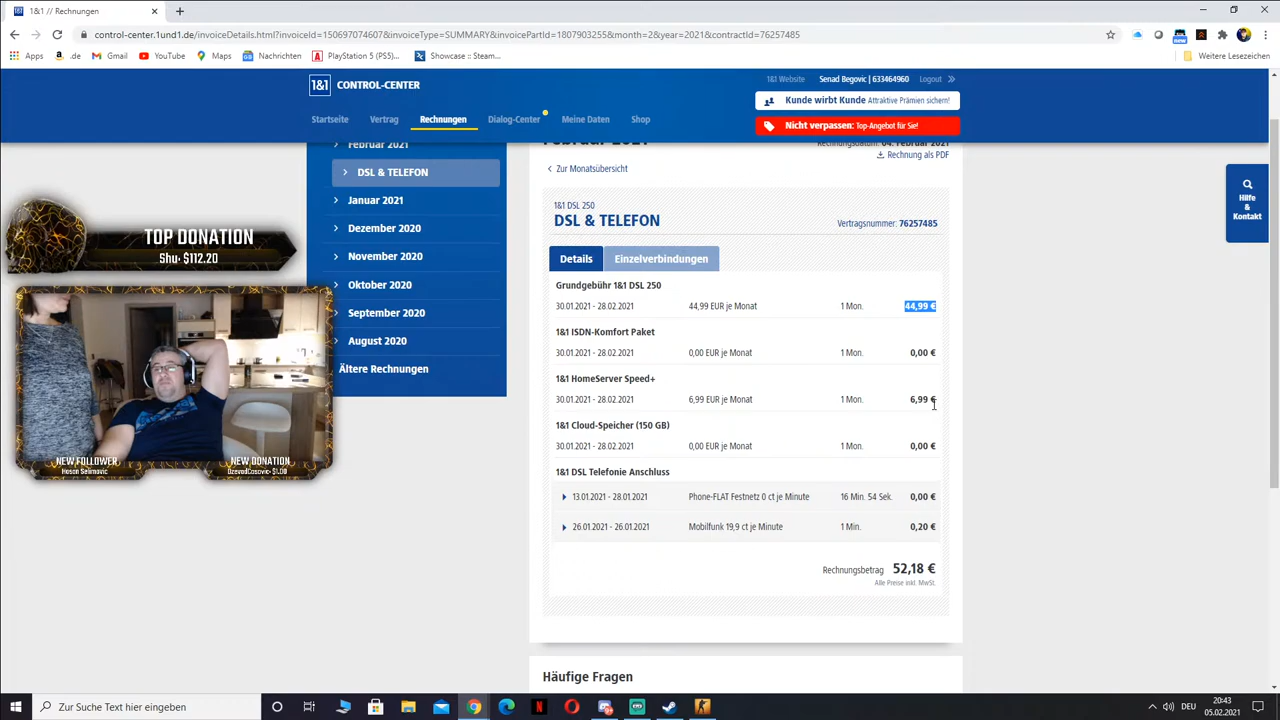 1&1 // Rechnungen
control-center.1und1.de/invoiceDetails.html?invoiceId=150697074607&invoiceType=SUMMARY&invoicePartId=1807903255&month=2&year=2021&contractId=76257485
Apps
.de
Gmail
YouTube
Maps
Nachrichten
PlayStation 5 (PS5)...
Showcase :: Steam...
Weitere Lesezeichen
1&1 CONTROL-CENTER
1&1 Website
Senad Begovic | 633464960
Logout
Kunde wirbt Kunde Attraktive Prämien sichern!
Nicht verpassen: Top-Angebot für Sie!
Startseite
Vertrag
Rechnungen
Dialog-Center
Meine Daten
Shop
Februar 2021
DSL & TELEFON
Januar 2021
Dezember 2020
November 2020
Oktober 2020
September 2020
August 2020
Ältere Rechnungen
Februar 2021
Rechnungsdatum: 04. Februar 2021
Rechnung als PDF
Zur Monatsübersicht
1&1 DSL 250
DSL & TELEFON
Vertragsnummer: 76257485
Details
Einzelverbindungen
Grundgebühr 1&1 DSL 250
30.01.2021 - 28.02.2021 44,99 EUR je Monat 1 Mon. 44,99 €
1&1 ISDN-Komfort Paket
30.01.2021 - 28.02.2021 0,00 EUR je Monat 1 Mon. 0,00 €
1&1 HomeServer Speed+
30.01.2021 - 28.02.2021 6,99 EUR je Monat 1 Mon. 6,99 €
1&1 Cloud-Speicher (150 GB)
30.01.2021 - 28.02.2021 0,00 EUR je Monat 1 Mon. 0,00 €
1&1 DSL Telefonie Anschluss
13.01.2021 - 28.01.2021 Phone-FLAT Festnetz 0 ct je Minute 16 Min. 54 Sek. 0,00 €
26.01.2021 - 26.01.2021 Mobilfunk 19,9 ct je Minute 1 Min. 0,20 €
Rechnungsbetrag 52,18 €
Alle Preise inkl. MwSt.
Häufige Fragen
Hilfe
&
Kontakt
TOP DONATION
Shu: $112.20
NEW FOLLOWER
Hasan Selimovic
NEW DONATION
DzevadCasovic: $1.00
Zur Suche Text hier eingeben
DEU
20:43
05.02.2021